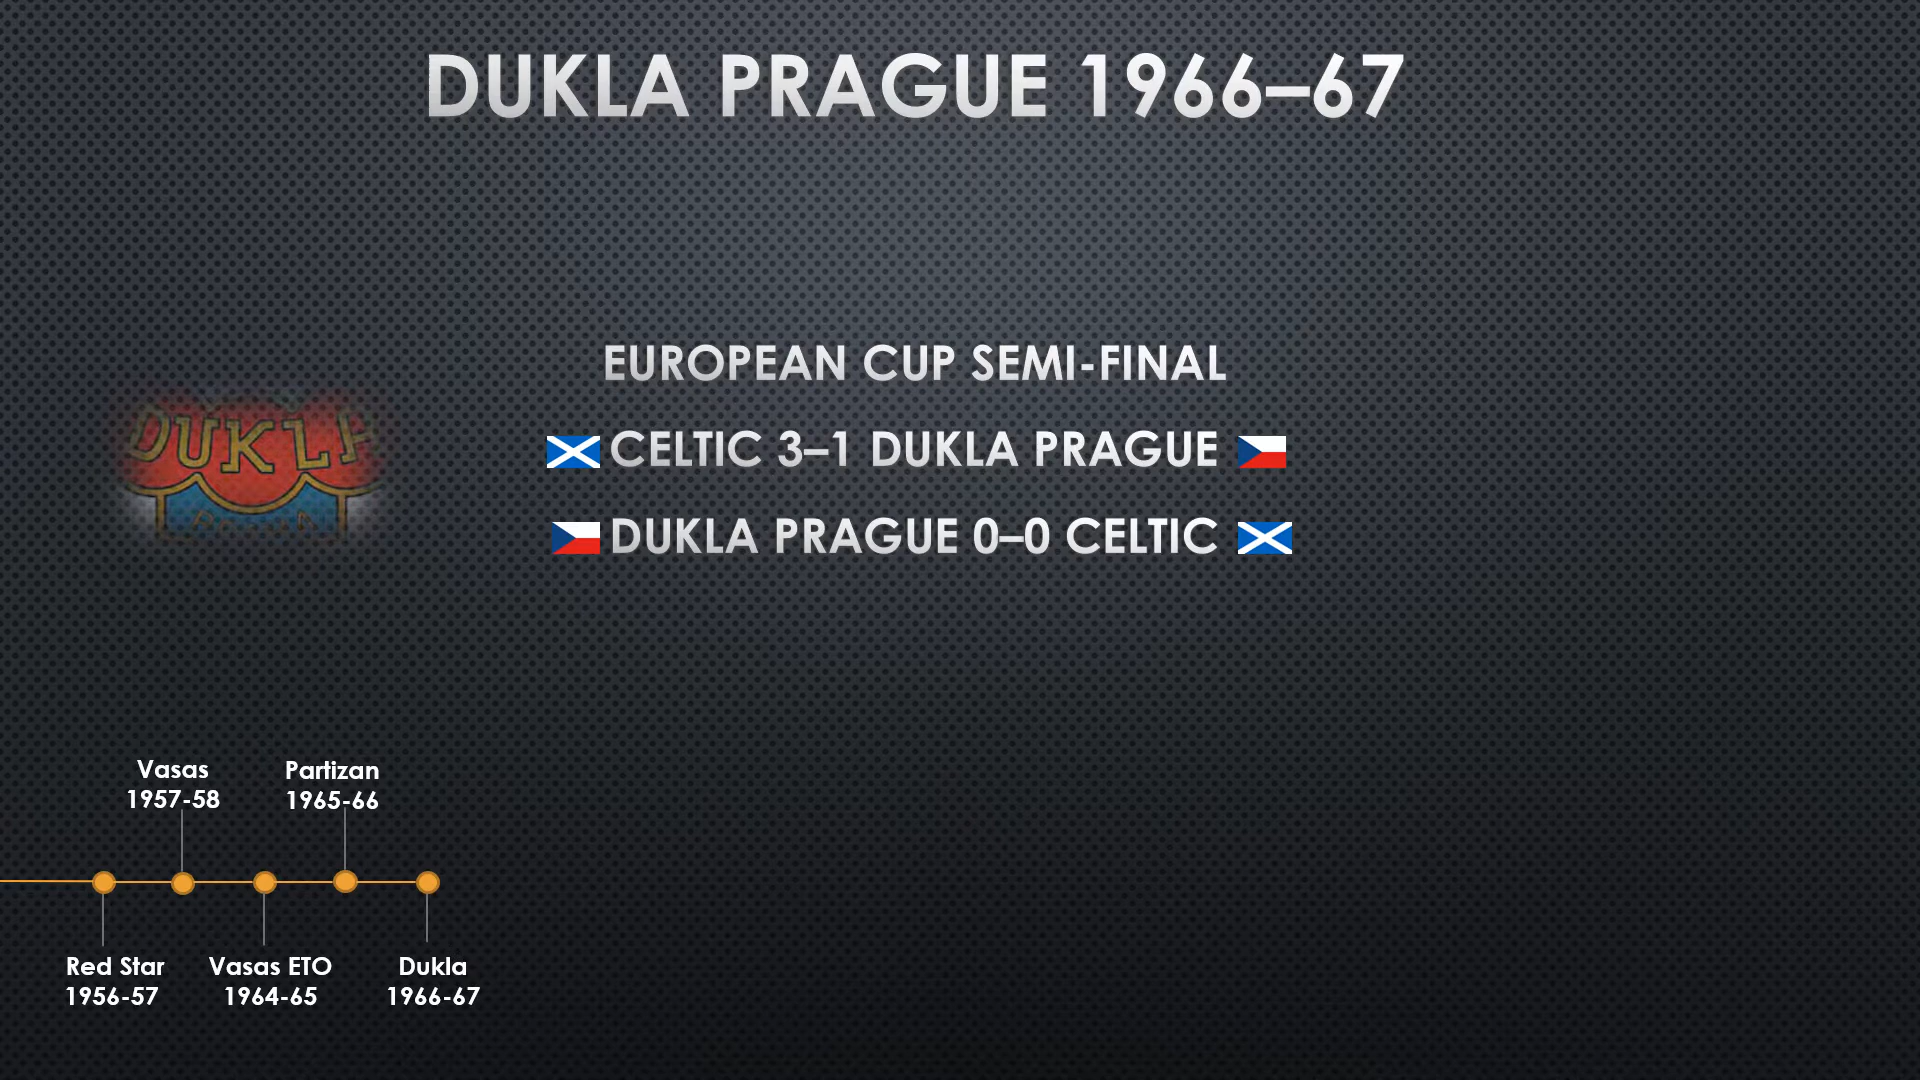 DUKLA PRAGUE 1966–67
EUROPEAN CUP SEMI-FINAL
CELTIC 3–1 DUKLA PRAGUE
DUKLA PRAGUE 0–0 CELTIC
DUKLA
Vasas
1957-58
Partizan
1965-66
Red Star
1956-57
Vasas ETO
1964-65
Dukla
1966-67